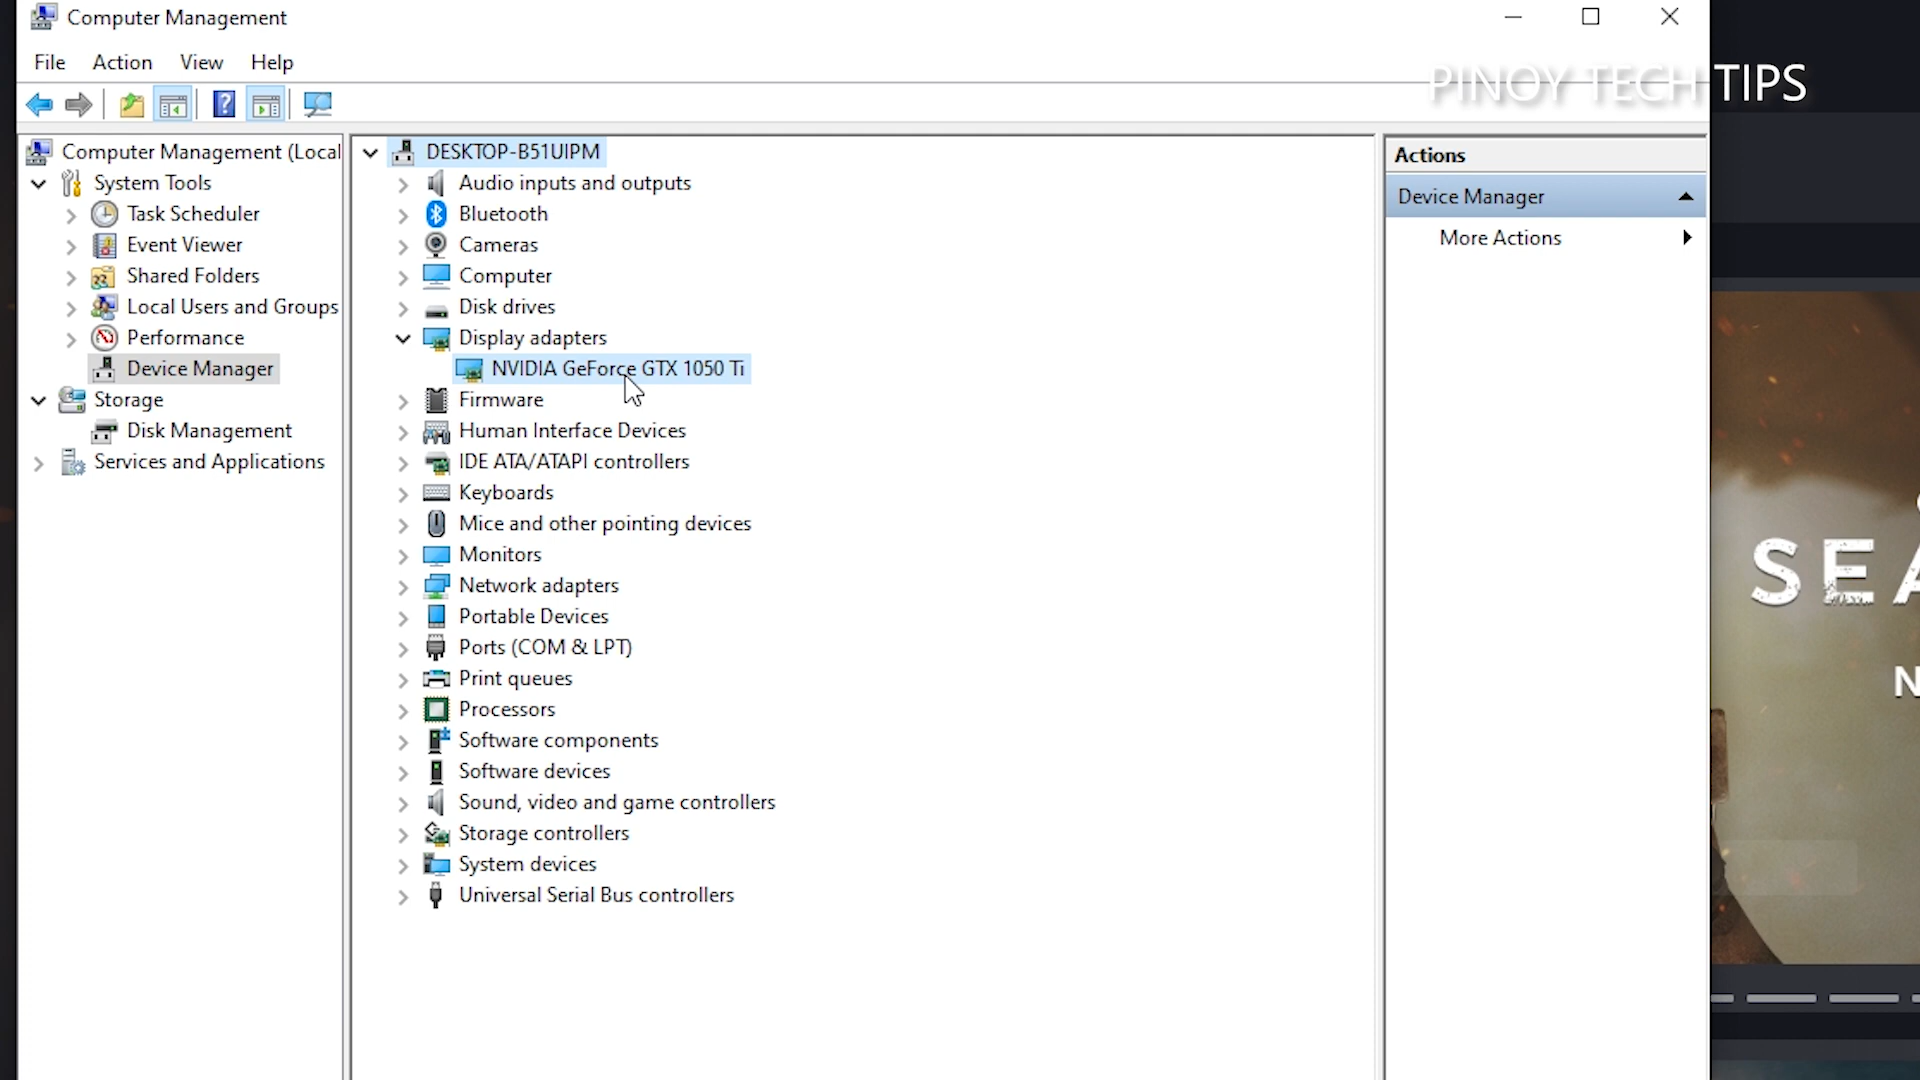 Computer Management
File Action View Help
PINOY TECH TIPS
Computer Management (Local
System Tools
Task Scheduler
Event Viewer
Shared Folders
Local Users and Groups
Performance
Device Manager
Storage
Disk Management
Services and Applications
DESKTOP-B51UIPM
Audio inputs and outputs
Bluetooth
Cameras
Computer
Disk drives
Display adapters
NVIDIA GeForce GTX 1050 Ti
Firmware
Human Interface Devices
IDE ATA/ATAPI controllers
Keyboards
Mice and other pointing devices
Monitors
Network adapters
Portable Devices
Ports (COM & LPT)
Print queues
Processors
Software components
Software devices
Sound, video and game controllers
Storage controllers
System devices
Universal Serial Bus controllers
Actions
Device Manager
More Actions
SEA
N